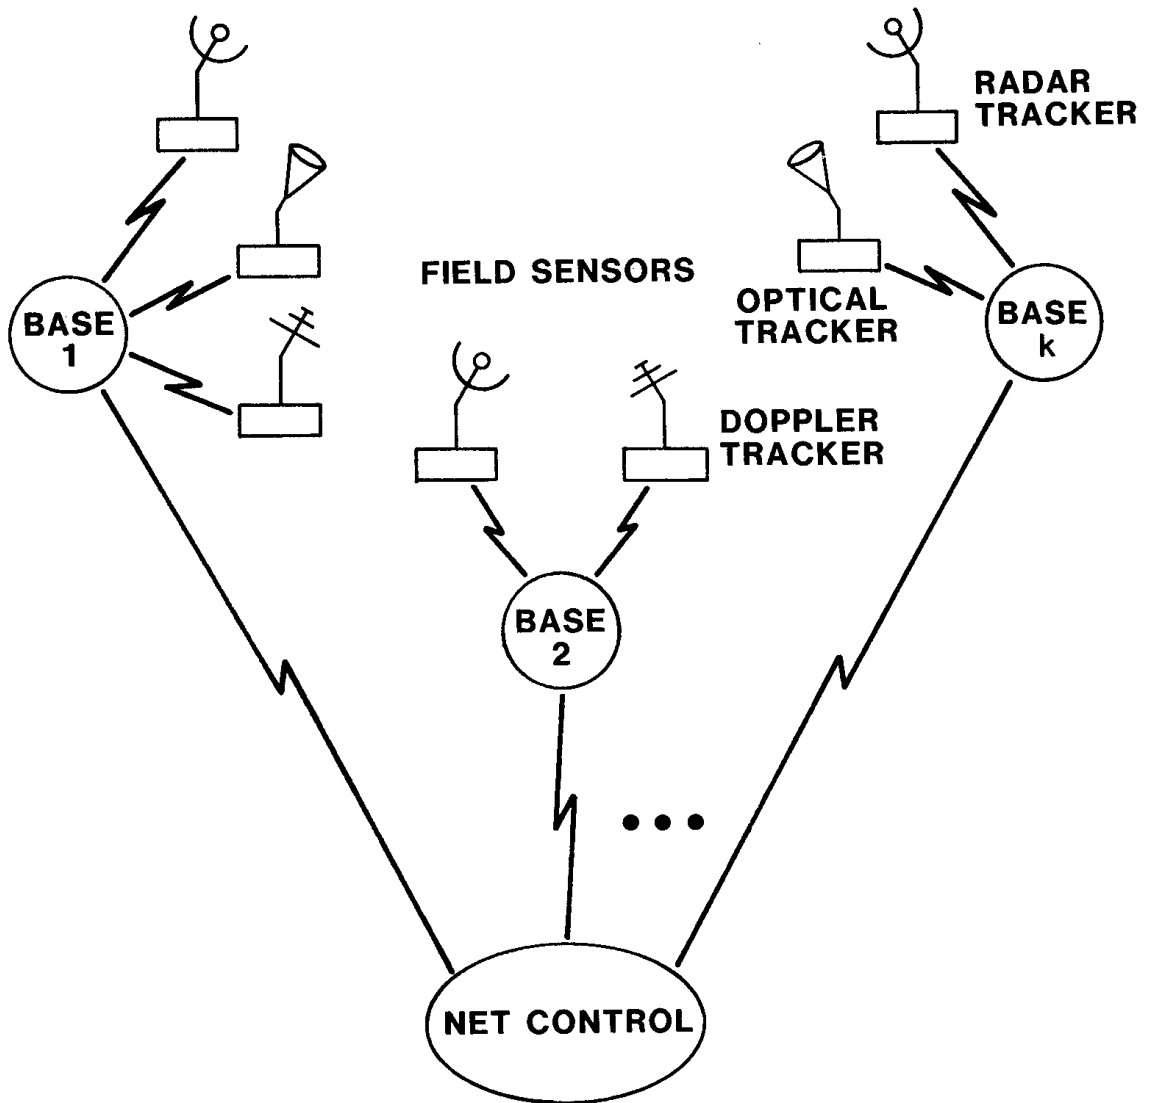 RADAR
TRACKER
FIELD SENSORS
OPTICAL
TRACKER
BASE
1
BASE
k
DOPPLER
TRACKER
BASE
2
NET CONTROL